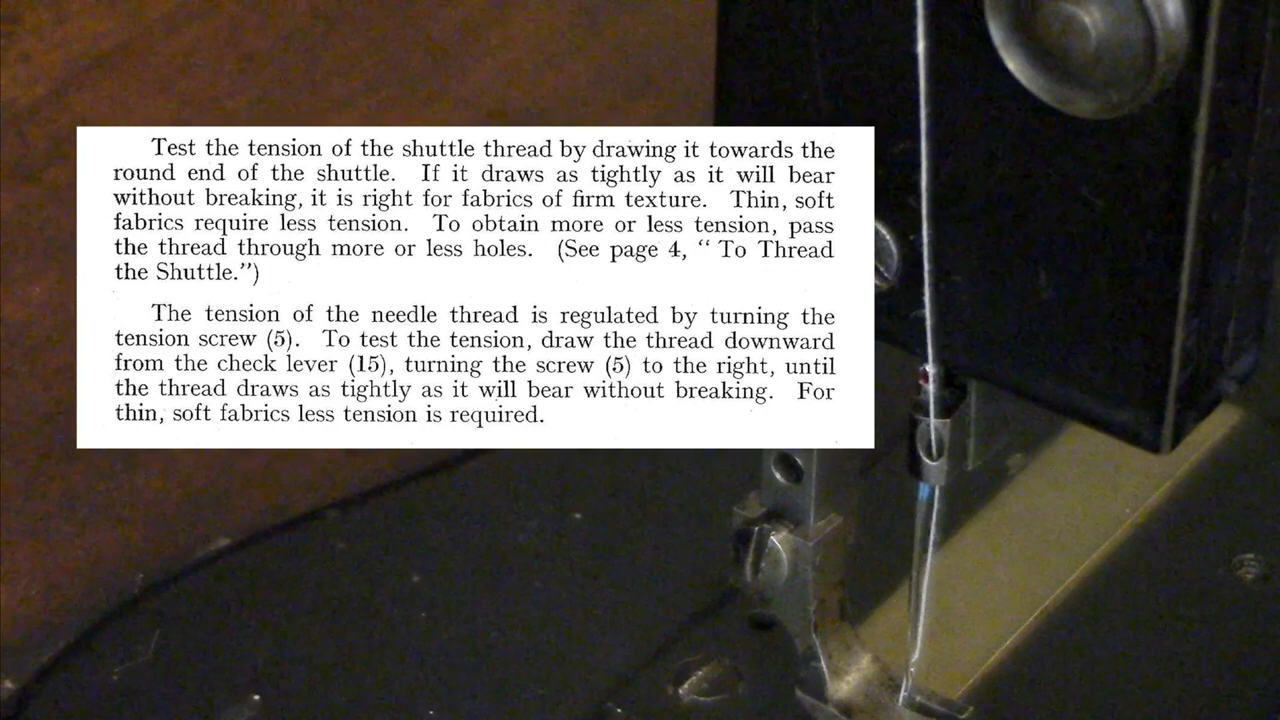 Test the tension of the shuttle thread by drawing it towards the
round end of the shuttle. If it draws as tightly as it will bear
without breaking, it is right for fabrics of firm texture. Thin, soft
fabrics require less tension. To obtain more or less tension, pass
the thread through more or less holes. (See page 4, “ To Thread
the Shuttle.”)
The tension of the needle thread is regulated by turning the
tension screw (5). To test the tension, draw the thread downward
from the check lever (15), turning the screw (5) to the right, until
the thread draws as tightly as it will bear without breaking. For
thin, soft fabrics less tension is required.